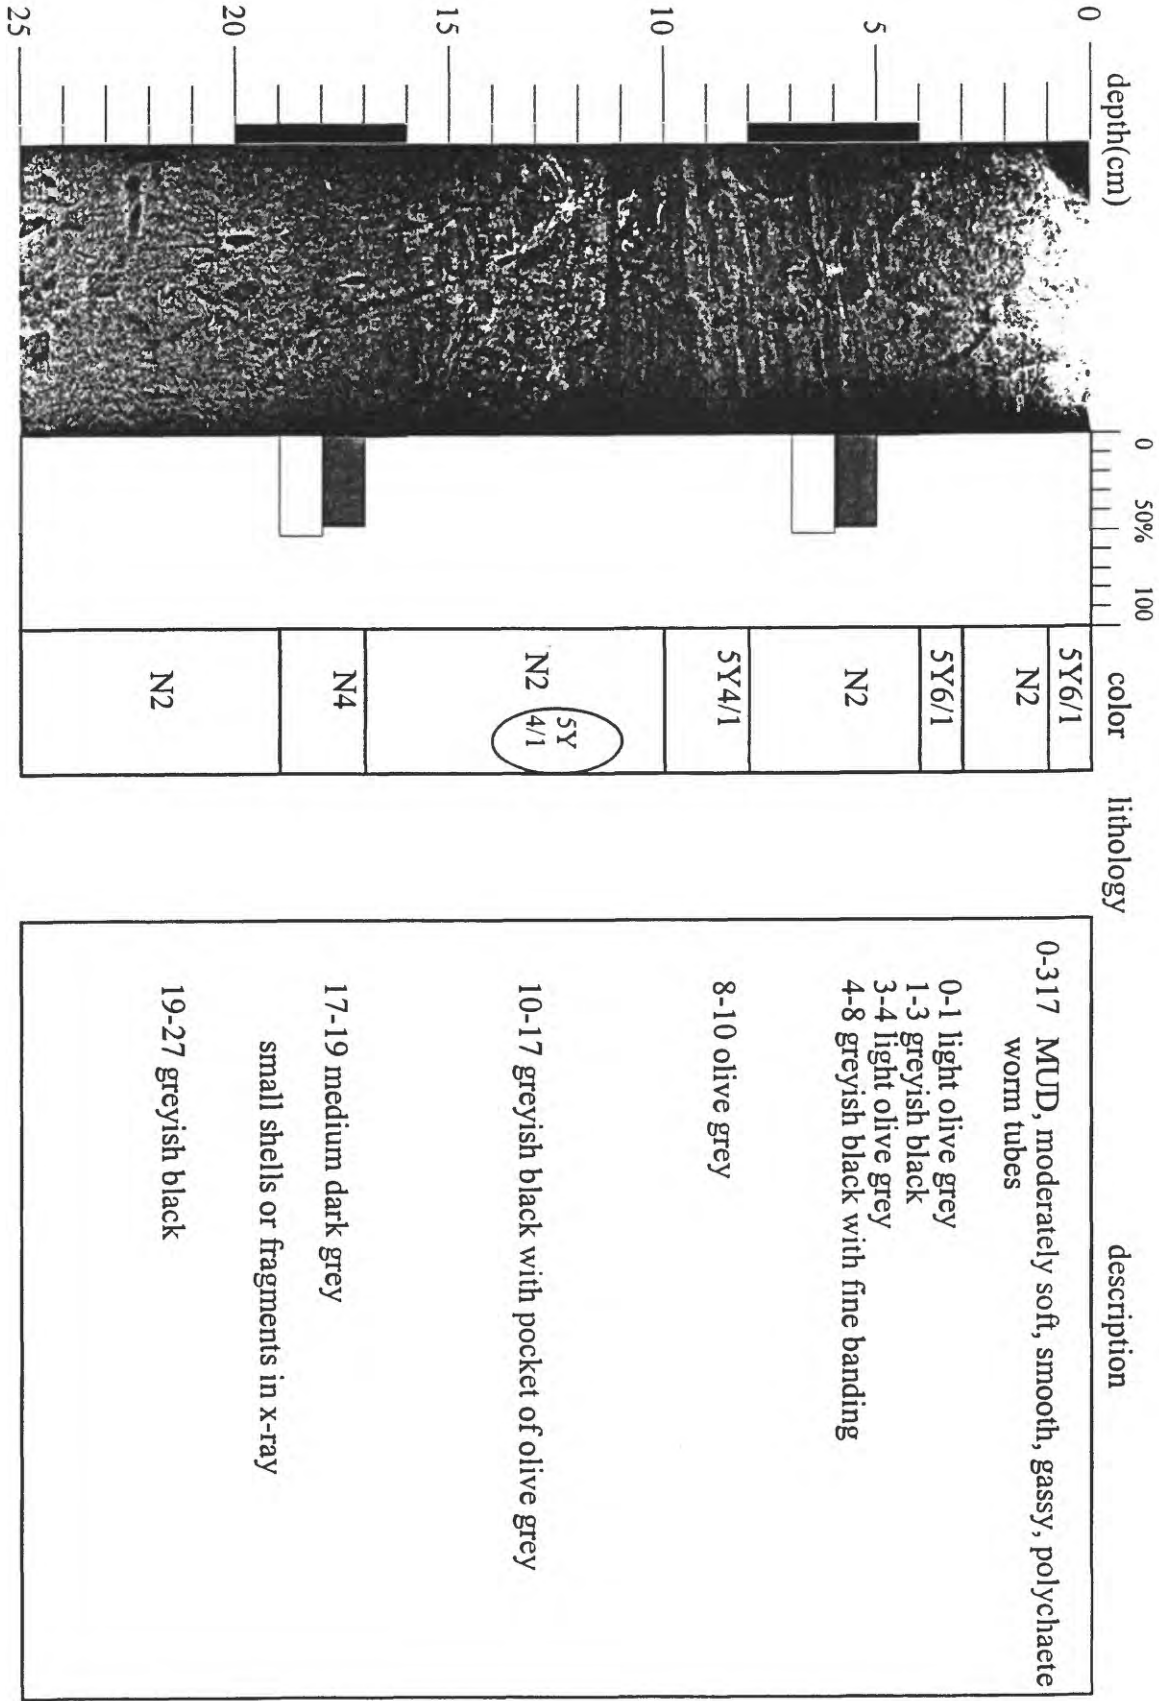 depth(cm)
0
50%
100
color
lithology
description
0
5
10
15
20
25
5Y6/1
N2
5Y6/1
N2
5Y4/1
N2
5Y
4/1
N4
N2
0-317 MUD, moderately soft, smooth, gassy, polychaete
worm tubes
0-1 light olive grey
1-3 greyish black
3-4 light olive grey
4-8 greyish black with fine banding
8-10 olive grey
10-17 greyish black with pocket of olive grey
17-19 medium dark grey
small shells or fragments in x-ray
19-27 greyish black